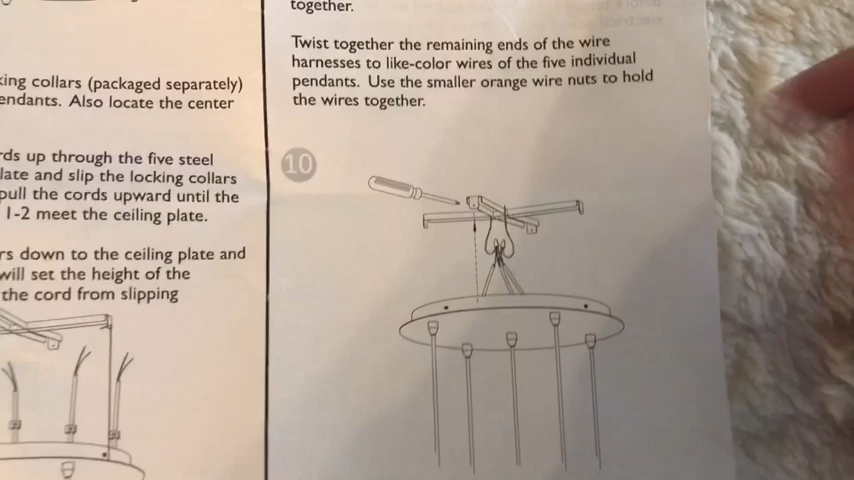 king collars (packaged separately)
endants. Also locate the center
rds up through the five steel
late and slip the locking collars
pull the cords upward until the
1-2 meet the ceiling plate.
rs down to the ceiling plate and
will set the height of the
the cord from slipping
together.
Twist together the remaining ends of the wire
harnesses to like-color wires of the five individual
pendants. Use the smaller orange wire nuts to hold
the wires together.
10